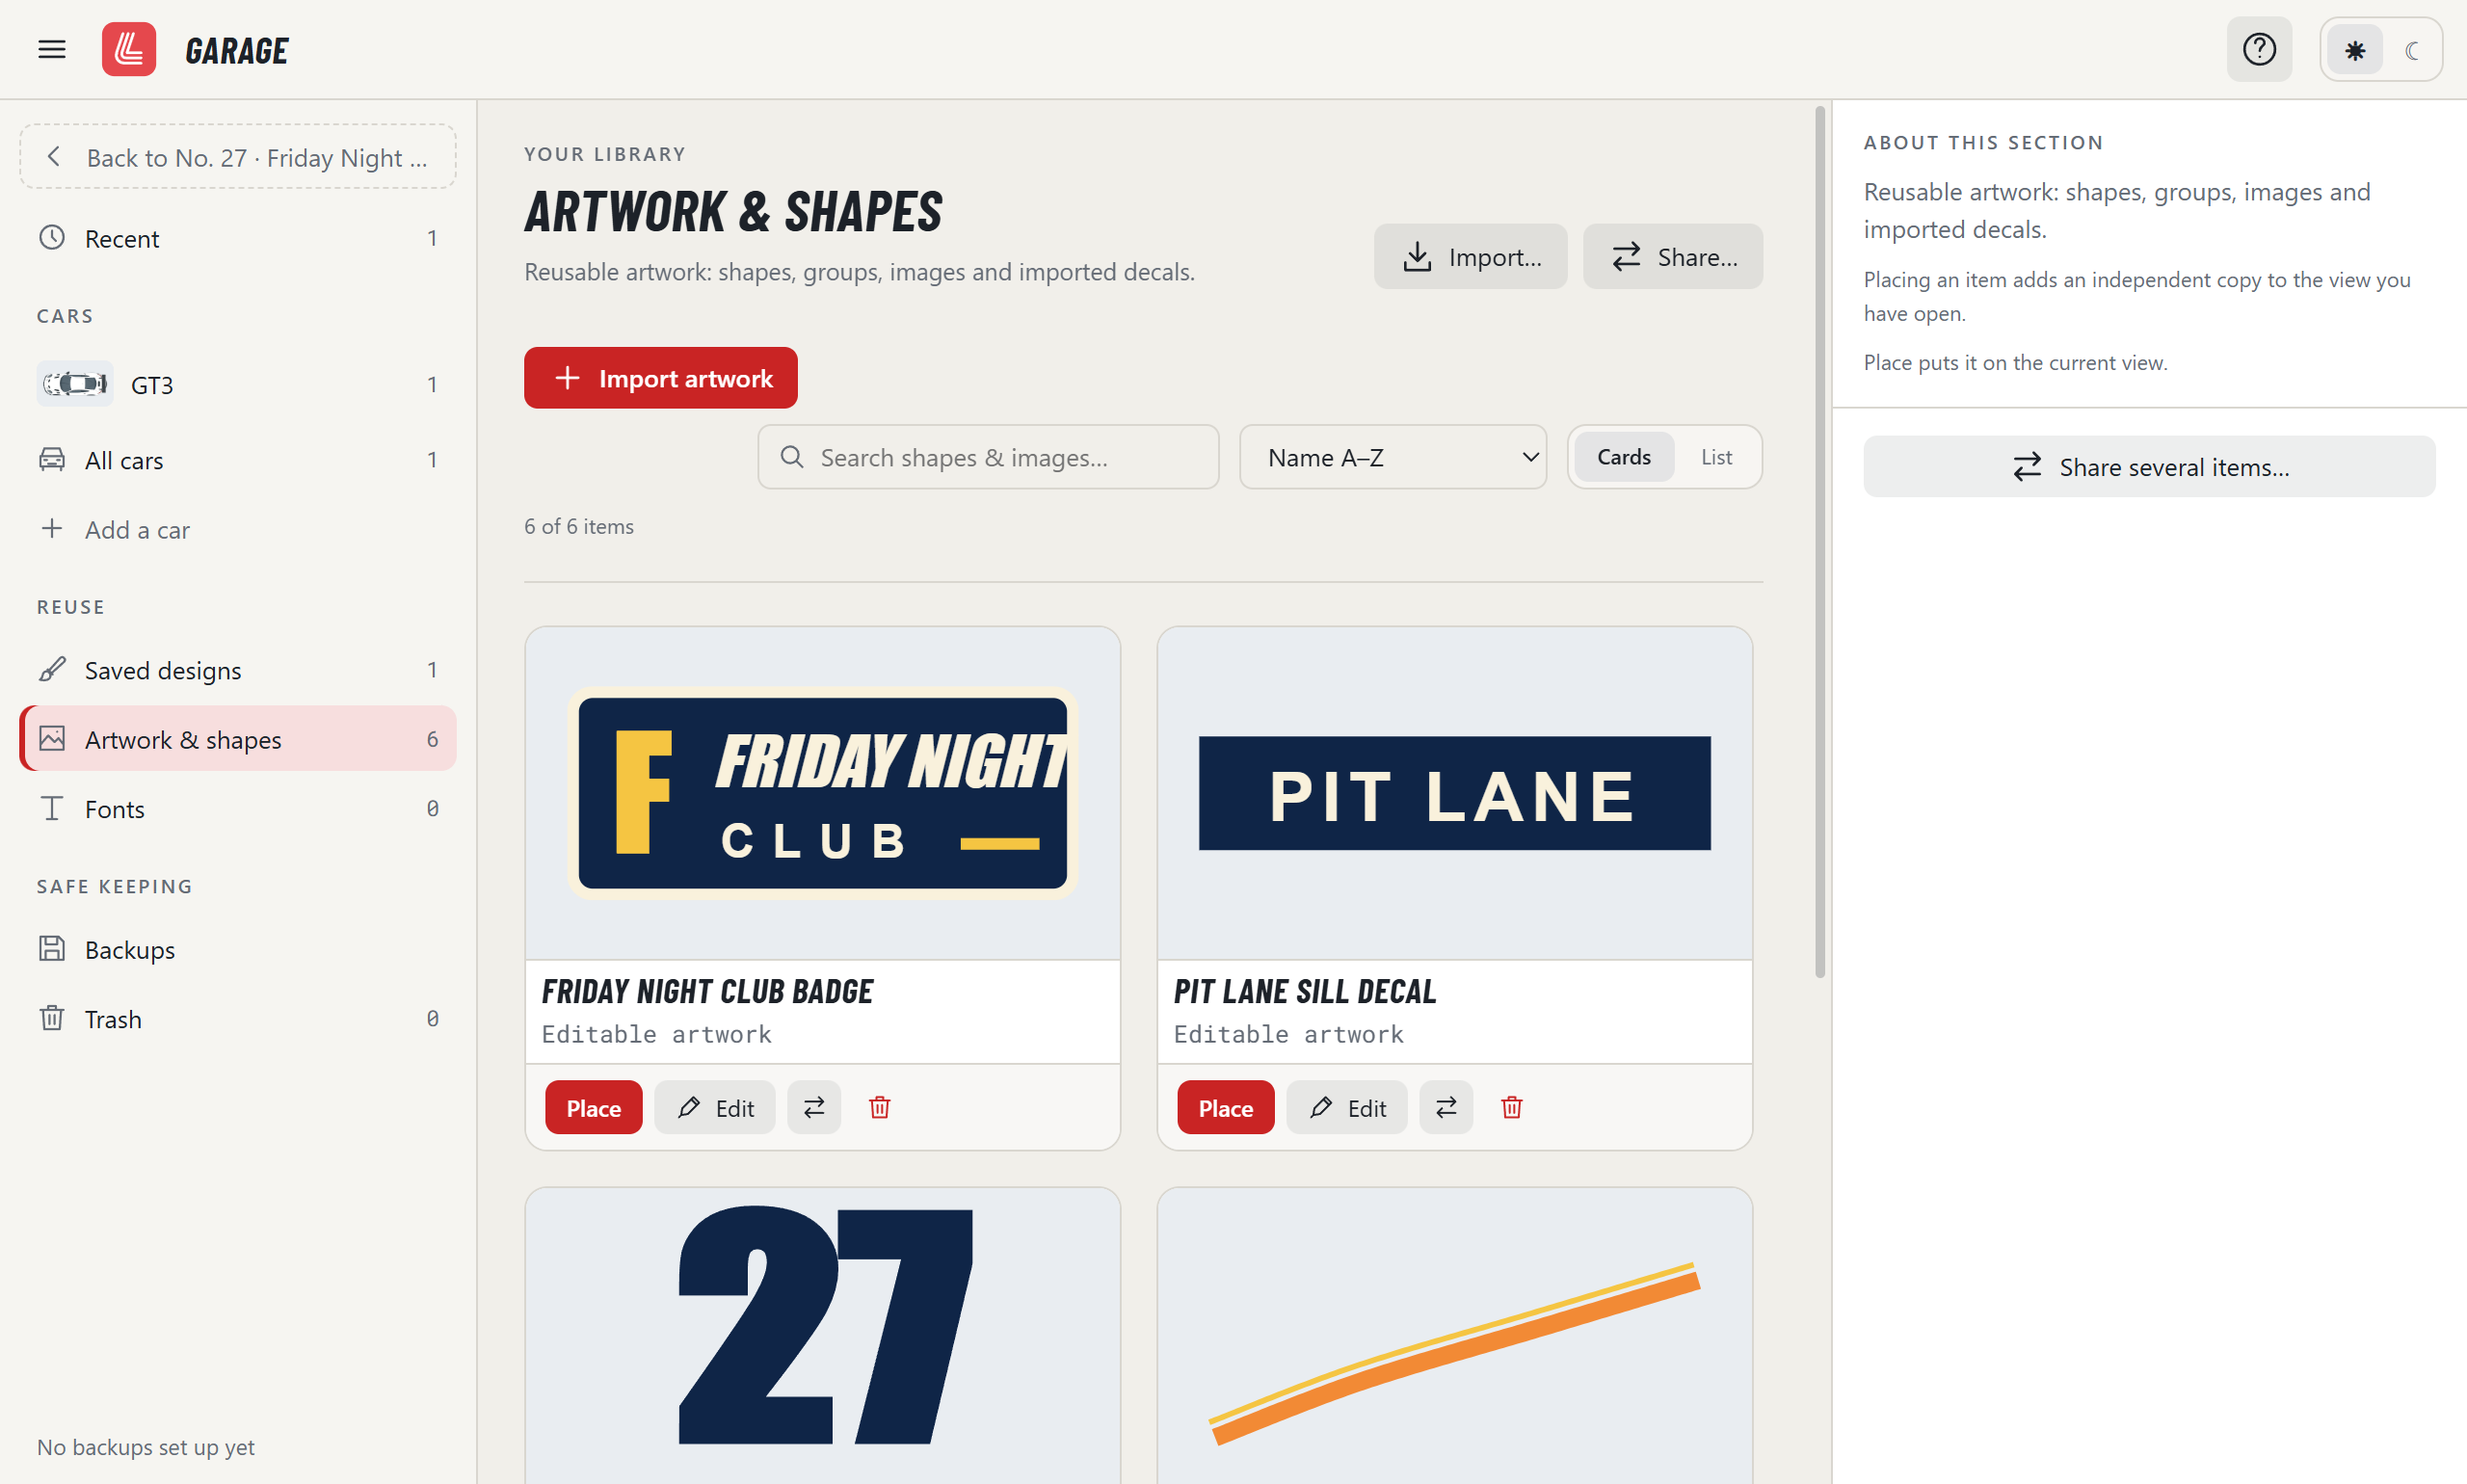 GARAGE
Back to No. 27 · Friday Night ...
Recent 1
CARS
GT3 1
All cars 1
Add a car
REUSE
Saved designs 1
Artwork & shapes 6
Fonts 0
SAFE KEEPING
Backups
Trash 0
No backups set up yet
YOUR LIBRARY
ARTWORK & SHAPES
Reusable artwork: shapes, groups, images and imported decals.
Import...
Share...
Import artwork
Search shapes & images...
Name A–Z
Cards
List
6 of 6 items
F
FRIDAY NIGHT
CLUB
FRIDAY NIGHT CLUB BADGE
Editable artwork
Place
Edit
PIT LANE
PIT LANE SILL DECAL
Editable artwork
Place
Edit
27
ABOUT THIS SECTION
Reusable artwork: shapes, groups, images and
imported decals.
Placing an item adds an independent copy to the view you
have open.
Place puts it on the current view.
Share several items...